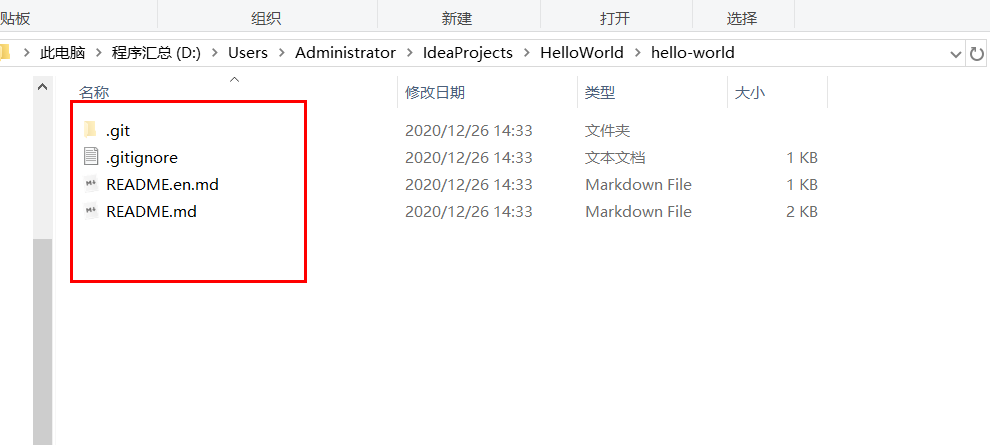 贴板 组织 新建 打开 选择
此电脑 > 程序汇总 (D:) > Users > Administrator > IdeaProjects > HelloWorld > hello-world
名称 修改日期 类型 大小
.git 2020/12/26 14:33 文件夹
.gitignore 2020/12/26 14:33 文本文档 1 KB
README.en.md 2020/12/26 14:33 Markdown File 1 KB
README.md 2020/12/26 14:33 Markdown File 2 KB